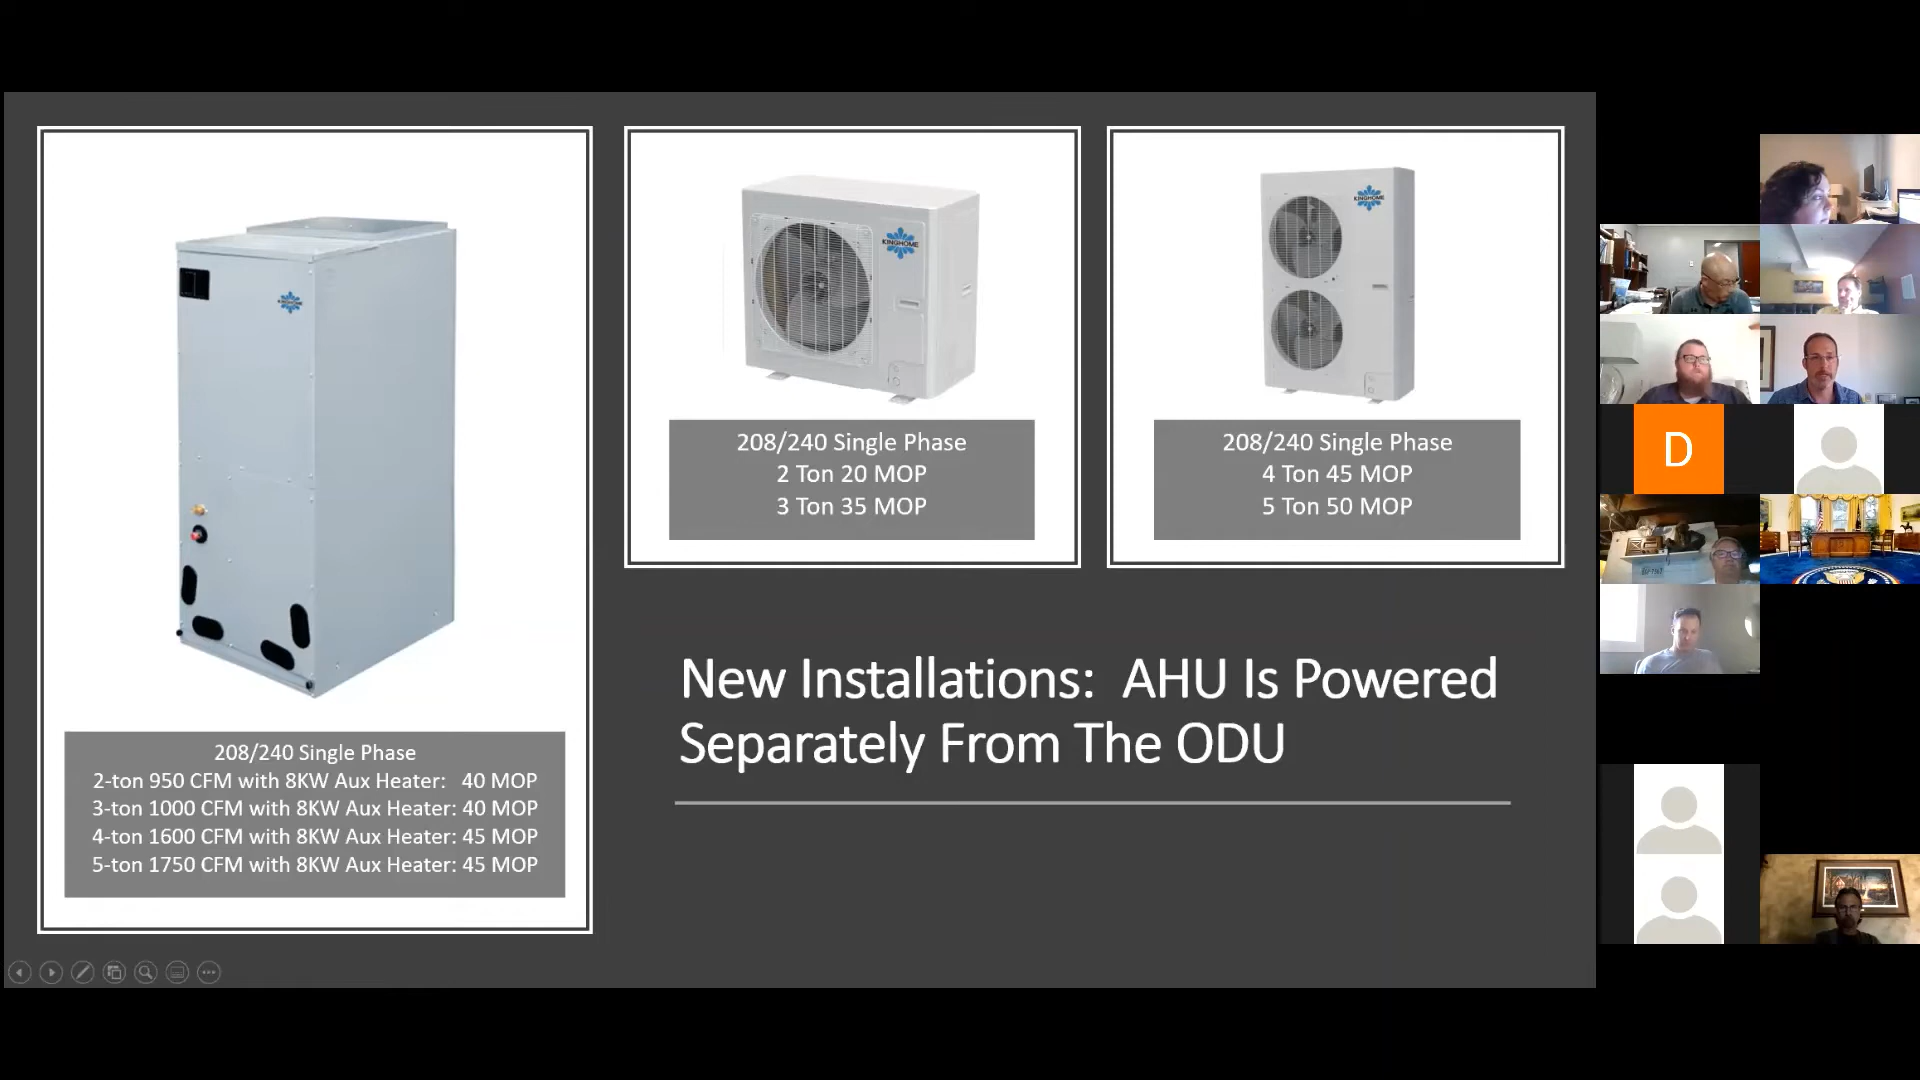 KINGHOME
208/240 Single Phase
2-ton 950 CFM with 8KW Aux Heater: 40 MOP
3-ton 1000 CFM with 8KW Aux Heater: 40 MOP
4-ton 1600 CFM with 8KW Aux Heater: 45 MOP
5-ton 1750 CFM with 8KW Aux Heater: 45 MOP
KINGHOME
208/240 Single Phase
2 Ton 20 MOP
3 Ton 35 MOP
KINGHOME
208/240 Single Phase
4 Ton 45 MOP
5 Ton 50 MOP
New Installations: AHU Is Powered
Separately From The ODU
D